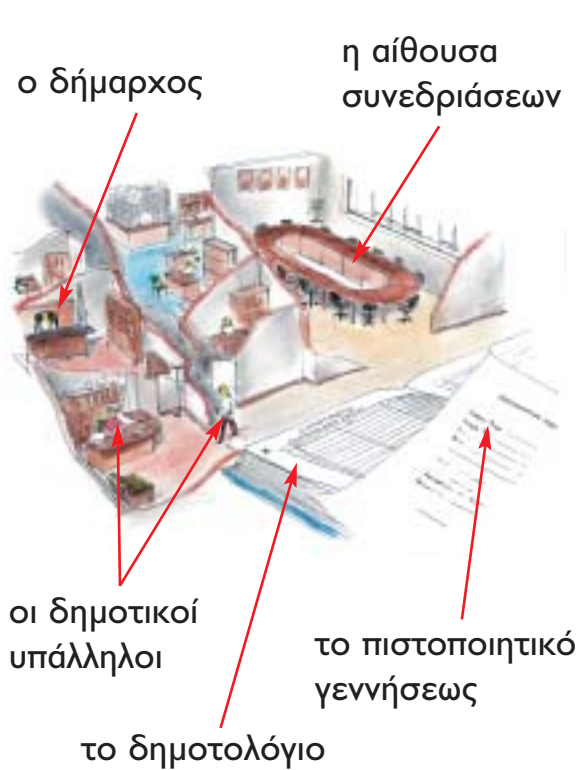 ο δήμαρχος
η αίθουσα
συνεδριάσεων
οι δημοτικοί
υπάλληλοι
το πιστοποιητικό
γεννήσεως
το δημοτολόγιο